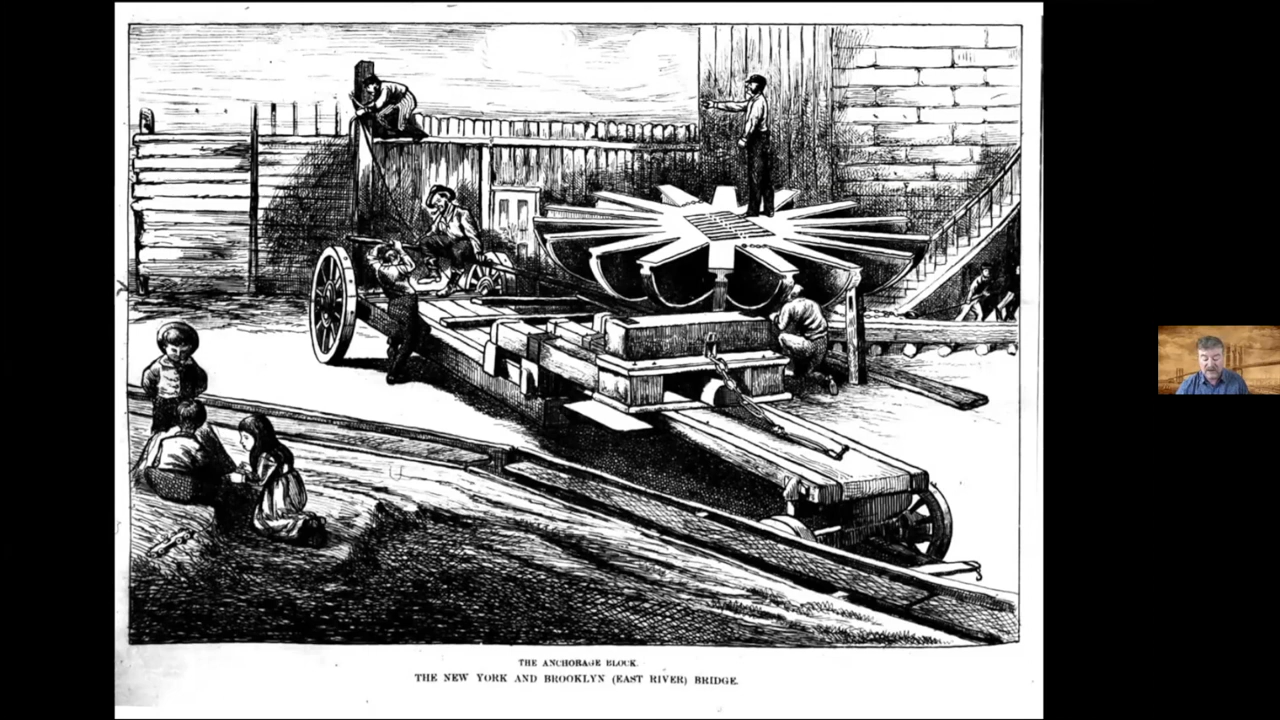 THE ANCHORAGE BLOCK.
THE NEW YORK AND BROOKLYN (EAST RIVER) BRIDGE.